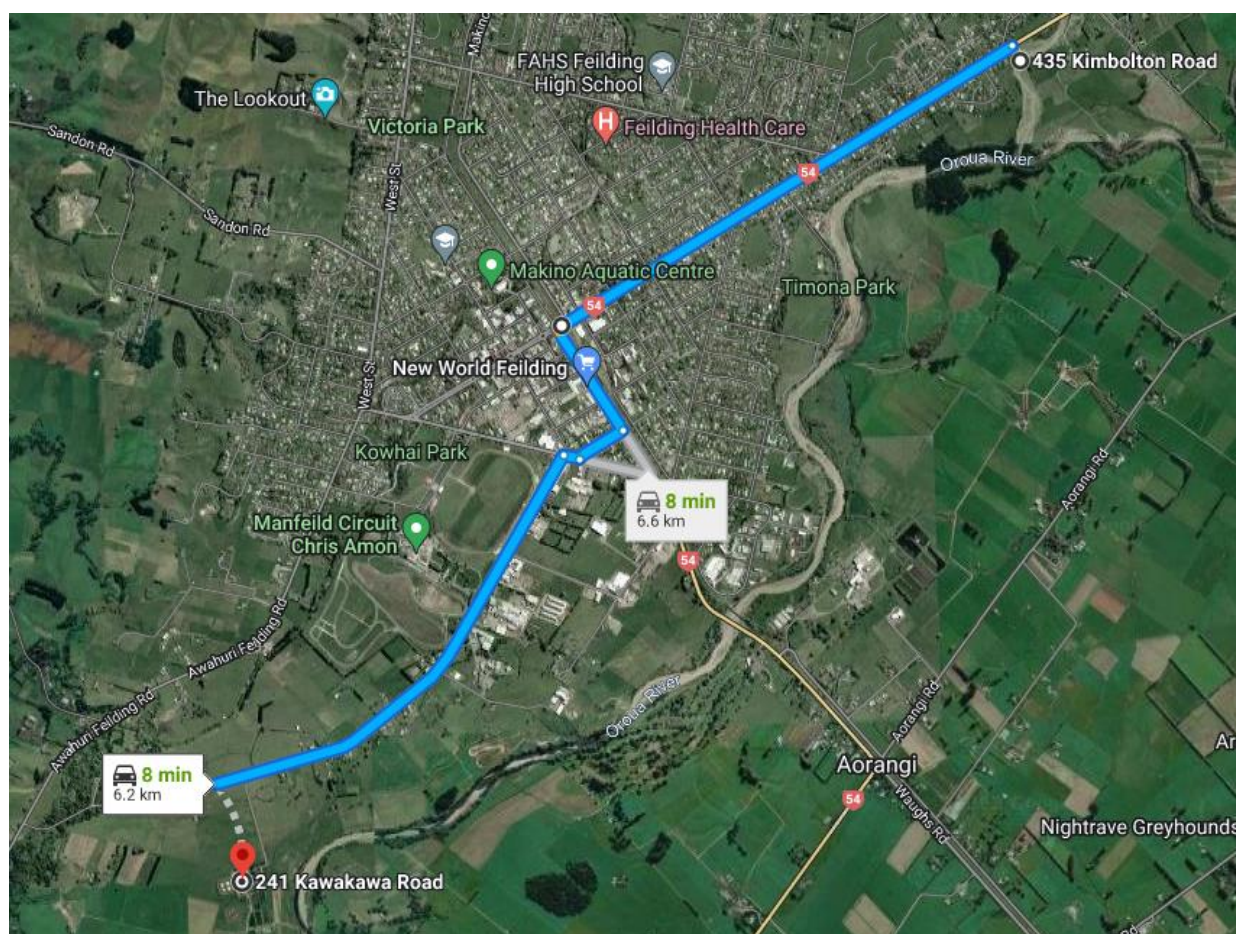 Makino
FAHS Feilding
High School
435 Kimbolton Road
The Lookout
Victoria Park
Feilding Health Care
Sandon Rd
Oroua River
54
West St
Sandon Rd
Makino Aquatic Centre
Timona Park
54
New World Feilding
West St
Kowhai Park
Aorangi Rd
8 min
6.6 km
Manfeild Circuit
Chris Amon
54
Awahuri Feilding Rd
Oroua River
Awahuri Feilding Rd
Aorangi Rd
Ar
8 min
6.2 km
Aorangi
54
Waughs Rd
Nightrave Greyhounds
241 Kawakawa Road